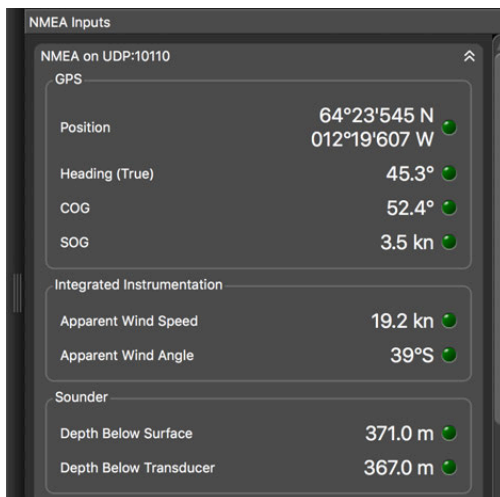 NMEA Inputs
NMEA on UDP:10110
GPS
Position 64°23'545 N
012°19'607 W
Heading (True) 45.3°
COG 52.4°
SOG 3.5 kn
Integrated Instrumentation
Apparent Wind Speed 19.2 kn
Apparent Wind Angle 39°S
Sounder
Depth Below Surface 371.0 m
Depth Below Transducer 367.0 m